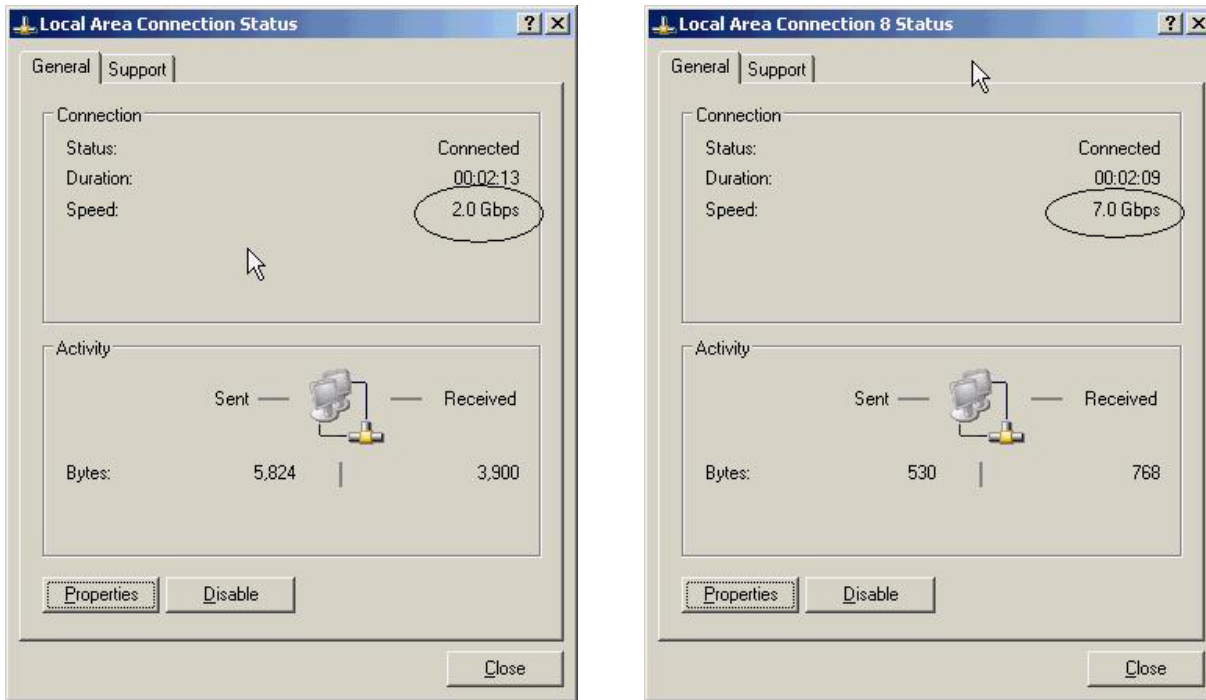 Local Area Connection Status
General Support
Connection
Status: Connected
Duration: 00:02:13
Speed: 2.0 Gbps
Activity
Sent Received
Bytes: 5,824 3,900
Properties Disable
Close
Local Area Connection 8 Status
General Support
Connection
Status: Connected
Duration: 00:02:09
Speed: 7.0 Gbps
Activity
Sent Received
Bytes: 530 768
Properties Disable
Close